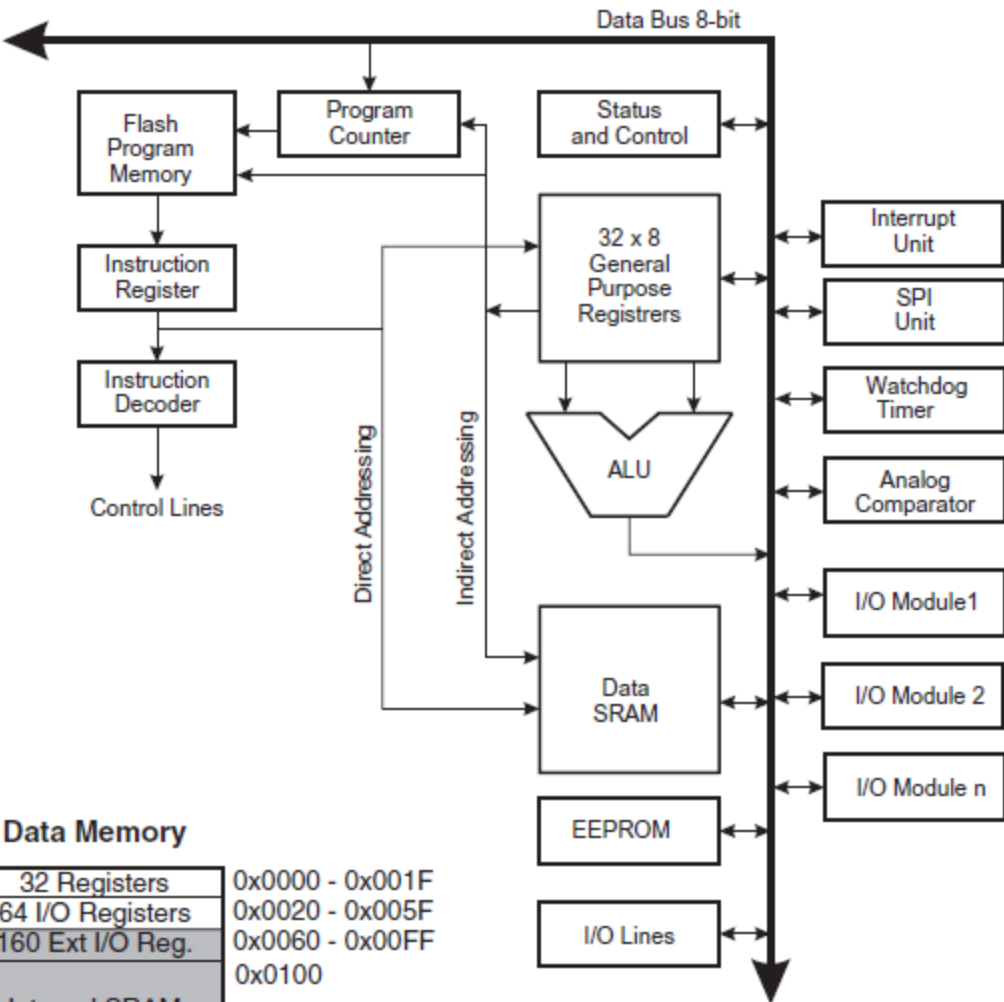 Data Bus 8-bit
Flash
Program
Memory
Program
Counter
Status
and Control
Interrupt
Unit
32 x 8
General
Purpose
Registrers
Instruction
Register
SPI
Unit
Instruction
Decoder
Watchdog
Timer
Control Lines
Direct Addressing
Indirect Addressing
ALU
Analog
Comparator
I/O Module1
Data
SRAM
I/O Module 2
I/O Module n
EEPROM
I/O Lines
Data Memory
32 Registers 0x0000 - 0x001F
64 I/O Registers 0x0020 - 0x005F
160 Ext I/O Reg. 0x0060 - 0x00FF
0x0100